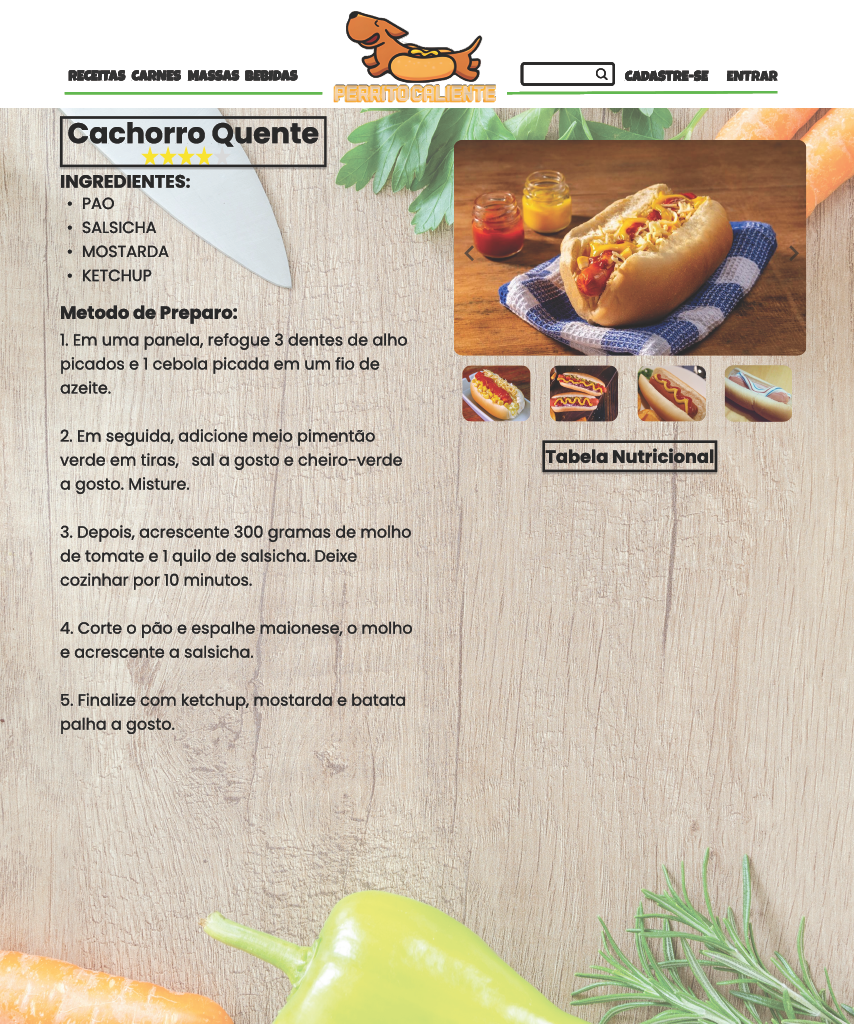 RECEITAS CARNES MASSAS BEBIDAS
PERRITO CALIENTE
CADASTRE-SE ENTRAR
Cachorro Quente
INGREDIENTES:
• PAO
• SALSICHA
• MOSTARDA
• KETCHUP
Metodo de Preparo:
1. Em uma panela, refogue 3 dentes de alho
picados e 1 cebola picada em um fio de
azeite.
2. Em seguida, adicione meio pimentão
verde em tiras, sal a gosto e cheiro-verde
a gosto. Misture.
3. Depois, acrescente 300 gramas de molho
de tomate e 1 quilo de salsicha. Deixe
cozinhar por 10 minutos.
4. Corte o pão e espalhe maionese, o molho
e acrescente a salsicha.
5. Finalize com ketchup, mostarda e batata
palha a gosto.
Tabela Nutricional